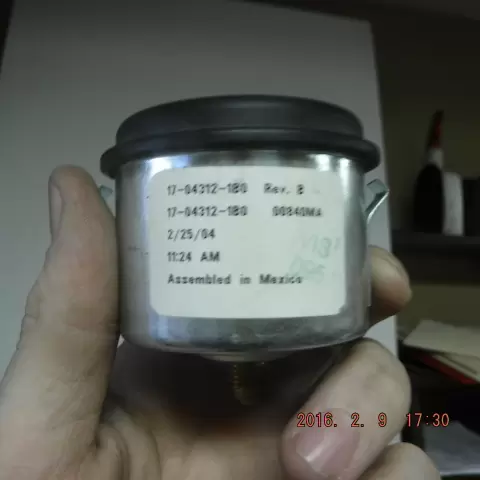 17-04312-180 Rev. B
17-04312-180 00840MA
2/25/04
11:24 AM
Assembled in Mexico
2016. 2. 9 17:30